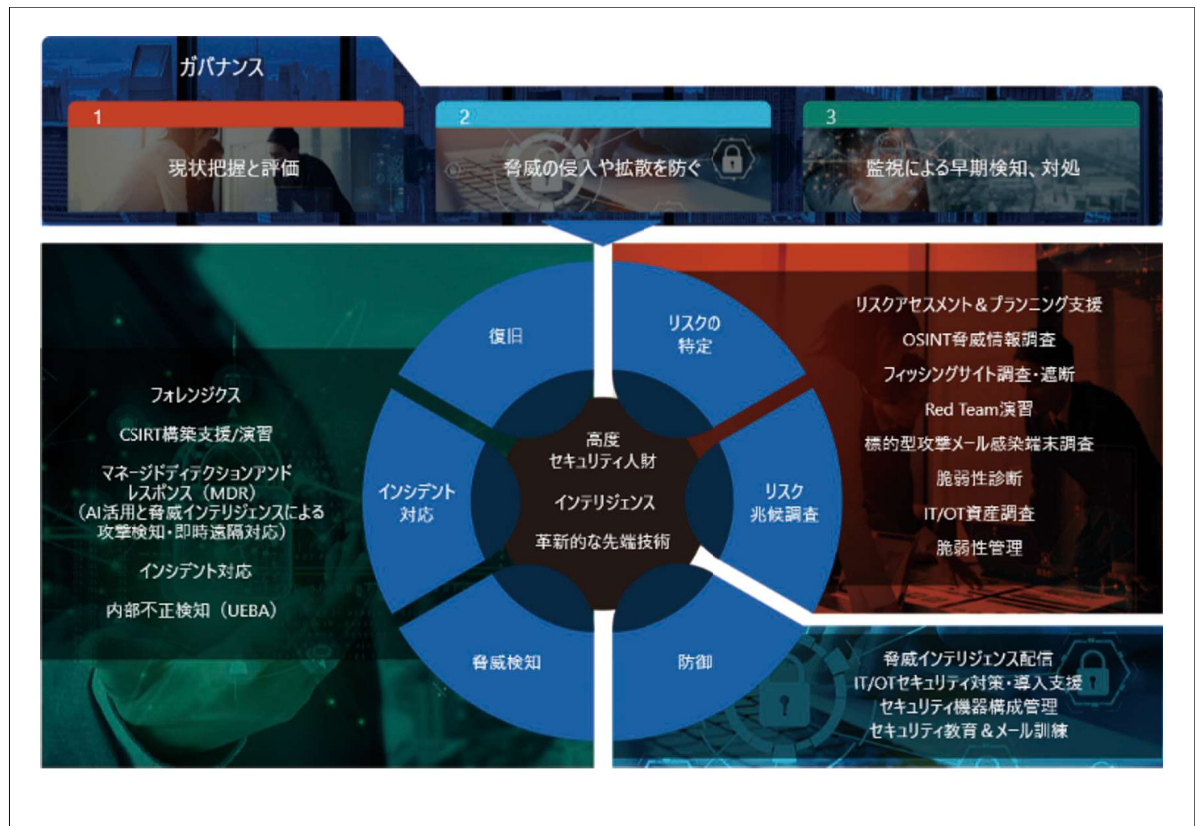 ガバナンス
1
現状把握と評価
2
脅威の侵入や拡散を防ぐ
3
監視による早期検知、対処
復旧
リスクの
特定
インシデント
対応
リスク
兆候調査
脅威検知
防御
高度
セキュリティ人財
インテリジェンス
革新的な先端技術
フォレンジクス
CSIRT構築支援/演習
マネージドディテクションアンド
レスポンス（MDR）
（AI活用と脅威インテリジェンスによる
攻撃検知・即時遠隔対応）
インシデント対応
内部不正検知（UEBA）
リスクアセスメント＆プランニング支援
OSINT脅威情報調査
フィッシングサイト調査・遮断
Red Team演習
標的型攻撃メール感染端末調査
脆弱性診断
IT/OT資産調査
脆弱性管理
脅威インテリジェンス配信
IT/OTセキュリティ対策・導入支援
セキュリティ機器構成管理
セキュリティ教育＆メール訓練